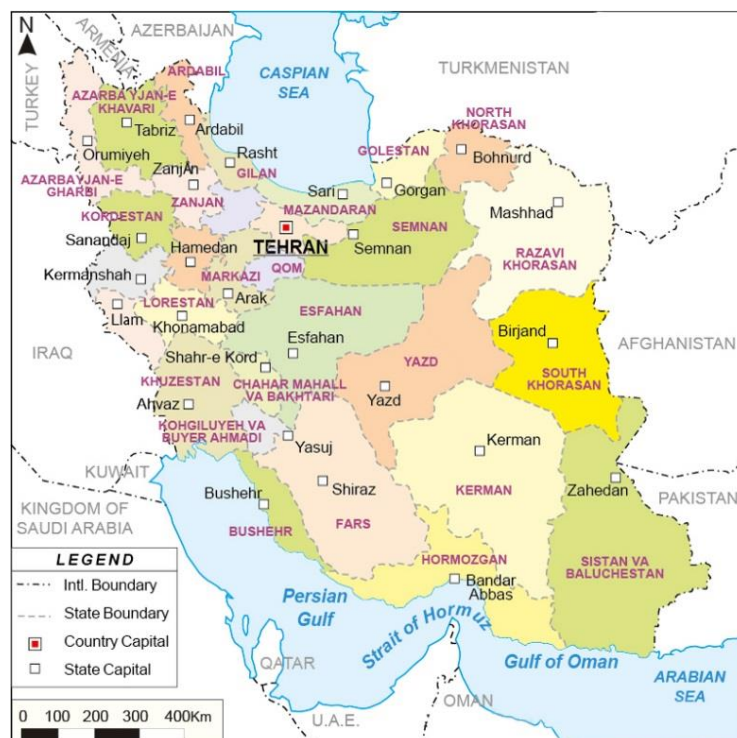 N
ARMENIA
AZERBAIJAN
TURKEY
ARDABIL
CASPIAN
SEA
TURKMENISTAN
AZARBA YJAN-E
KHAVARI
Tabriz
Ardabil
NORTH
KHORASAN
Bohnurd
Orumiyeh
Rasht
GILAN
GOLESTAN
Gorgan
Zanjan
AZARBAYJAN-E
GHARBI
ZANJAN
Sari
MAZANDARAN
Mashhad
KORDESTAN
SEMNAN
Sanandaj
Hamedan
TEHRAN
Semnan
RAZAVI
KHORASAN
Kermanshah
MARKAZI
QOM
LORESTAN
Arak
ESFAHAN
Llam
Khonamabad
Birjand
IRAQ
Esfahan
AFGHANISTAN
Shahr-e Kord
YAZD
SOUTH
KHORASAN
KHUZESTAN
CHAHAR MAHALL
VA BAKHTARI
Yazd
Ahvaz
KOHGILUYEH VA
BUYER AHMADI
Yasuj
Kerman
KUWAIT
Zahedan
Shiraz
KERMAN
PAKISTAN
KINGDOM OF
SAUDI ARABIA
Bushehr
BUSHEHR
FARS
HORMOZGAN
SISTAN VA
BALUCHESTAN
LEGEND
Intl. Boundary
State Boundary
Country Capital
State Capital
Bandar
Abbas
Persian
Gulf
Strait of Hormuz
Gulf of Oman
QATAR
ARABIAN
SEA
OMAN
U.A.E.
0 100 200 400Km